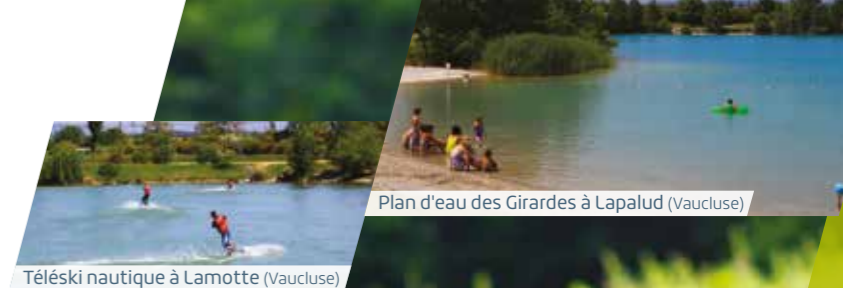 Plan d'eau des Girardes à Lapalud (Vaucluse)
Téléski nautique à Lamotte (Vaucluse)